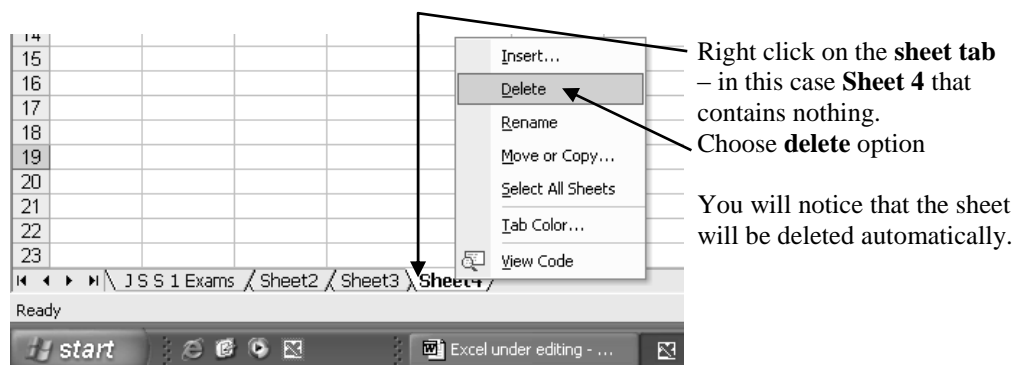 14
15
16
17
18
19
20
21
22
23
Insert...
Delete
Rename
Move or Copy...
Select All Sheets
Tab Color...
View Code
J S S 1 Exams / Sheet2 / Sheet3 \ Sheet4 /
Ready
start
Excel under editing - ...
Right click on the sheet tab
– in this case Sheet 4 that
contains nothing.
Choose delete option
You will notice that the sheet
will be deleted automatically.